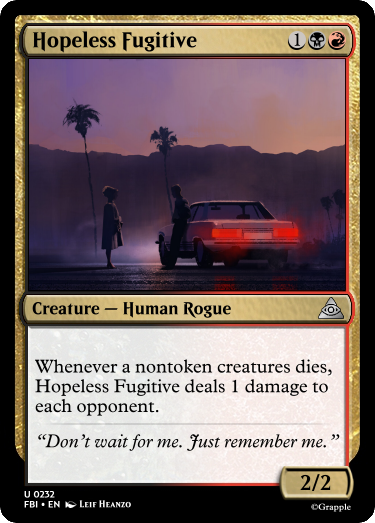 Hopeless Fugitive 1
Creature — Human Rogue
Whenever a nontoken creatures dies,
Hopeless Fugitive deals 1 damage to
each opponent.
“Don't wait for me. Just remember me.”
2/2
U 0232
FBI • EN Leif Heanzo
©Grapple